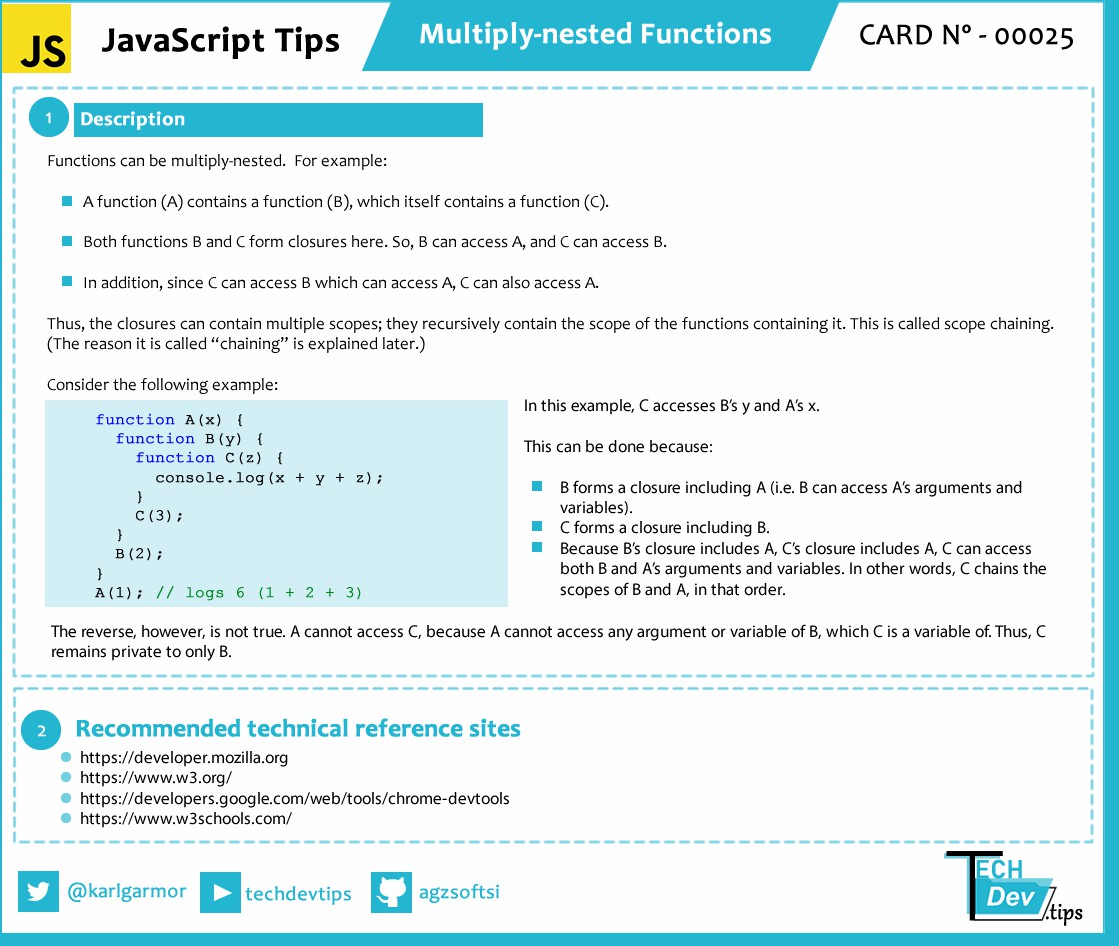 JS
JavaScript Tips
Multiply-nested Functions
CARD Nº - 00025
1
Description
Functions can be multiply-nested.  For example:
A function (A) contains a function (B), which itself contains a function (C).
Both functions B and C form closures here. So, B can access A, and C can access B.
In addition, since C can access B which can access A, C can also access A.
Thus, the closures can contain multiple scopes; they recursively contain the scope of the functions containing it. This is called scope chaining.
(The reason it is called “chaining” is explained later.)
Consider the following example:
function A(x) {
  function B(y) {
    function C(z) {
      console.log(x + y + z);
    }
    C(3);
  }
  B(2);
}
A(1); // logs 6 (1 + 2 + 3)
In this example, C accesses B’s y and A’s x.
This can be done because:
B forms a closure including A (i.e. B can access A’s arguments and
variables).
C forms a closure including B.
Because B’s closure includes A, C’s closure includes A, C can access
both B and A’s arguments and variables. In other words, C chains the
scopes of B and A, in that order.
The reverse, however, is not true. A cannot access C, because A cannot access any argument or variable of B, which C is a variable of. Thus, C
remains private to only B.
2
Recommended technical reference sites
https://developer.mozilla.org
https://www.w3.org/
https://developers.google.com/web/tools/chrome-devtools
https://www.w3schools.com/
@karlgarmor
techdevtips
agzsoftsi
TECH
Dev
.tips